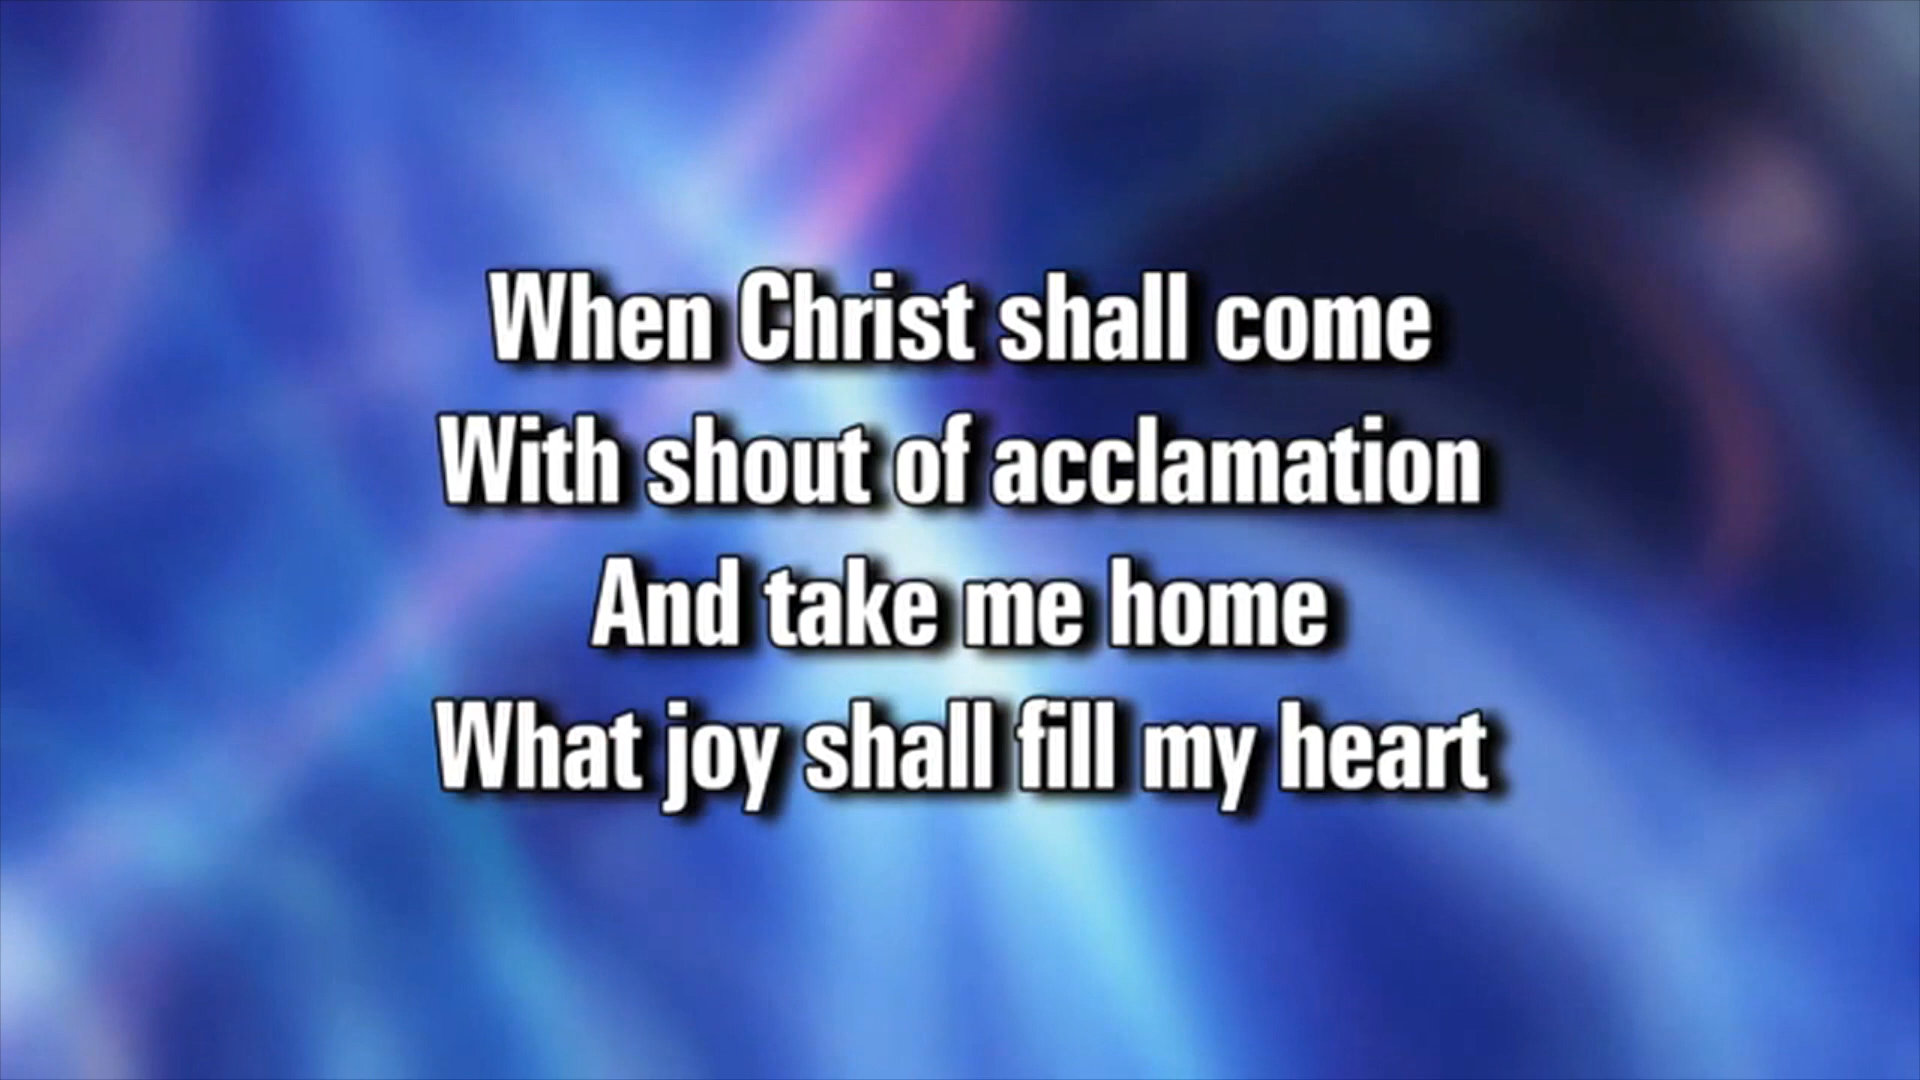 When Christ shall come
With shout of acclamation
And take me home
What joy shall fill my heart